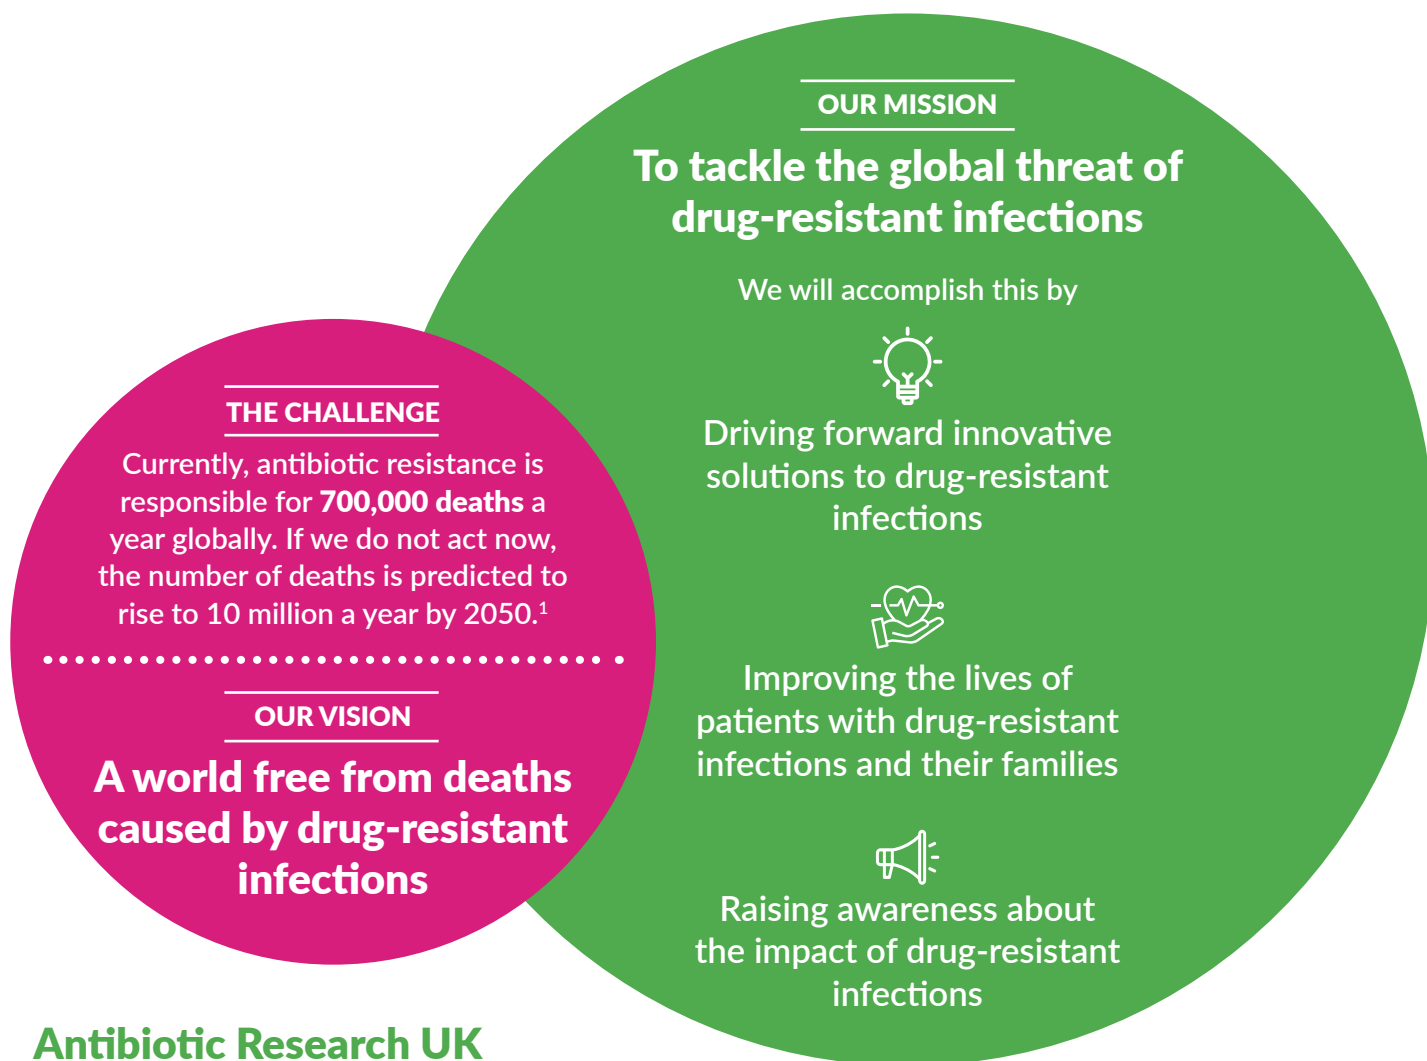 OUR MISSION
To tackle the global threat of
drug-resistant infections
We will accomplish this by
Driving forward innovative
solutions to drug-resistant
infections
Improving the lives of
patients with drug-resistant
infections and their families
Raising awareness about
the impact of drug-resistant
infections
THE CHALLENGE
Currently, antibiotic resistance is
responsible for 700,000 deaths a
year globally. If we do not act now,
the number of deaths is predicted to
rise to 10 million a year by 2050.¹
OUR VISION
A world free from deaths
caused by drug-resistant
infections
Antibiotic Research UK